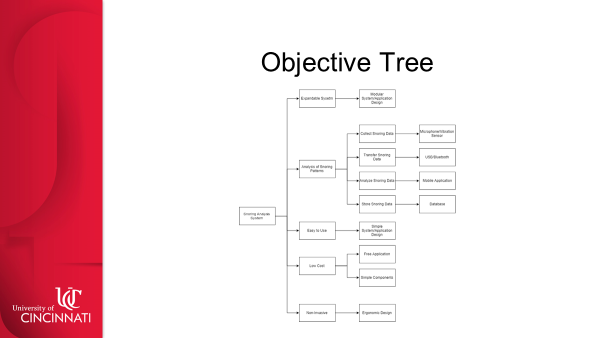 Objective Tree
Expandable System
Modular
System/Application
Design
Analysis of Snoring
Patterns
Collect Snoring Data
Microphone/Vibration
Sensor
Transfer Snoring
Data
USB/Bluetooth
Analyze Snoring Data
Mobile Application
Store Snoring Data
Database
Snoring Analysis
System
Easy to Use
Simple
System/Application
Design
Low Cost
Free Application
Simple Components
Non-Invasive
Ergonomic Design
UC
University of
CINCINNATI